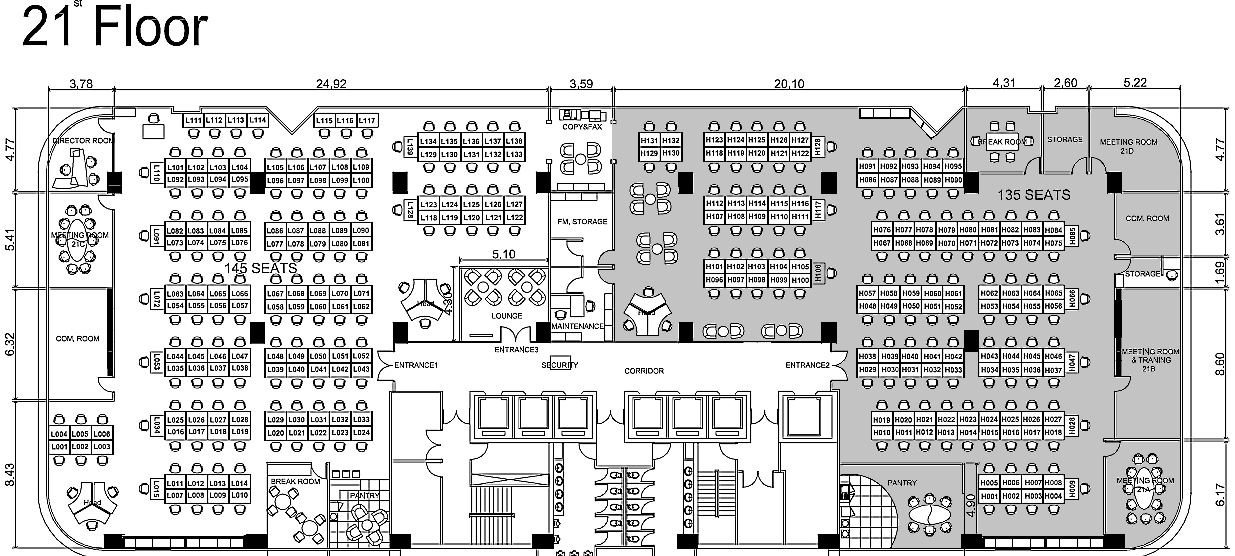 21st Floor
3,78 24,92 3,59 20,10 4,31 2,60 5.22
4.77
5.41
6.32
8.43
4.77
3.61
1.69
8.60
6.17
DIRECTOR ROOM
MEETING ROOM
21C
COM, ROOM
L111 L112 L113 L114
L115 L116 L117
L110
L101 L102 L103 L104
L092 L093 L094 L095
L105 L106 L107 L108 L109
L096 L097 L098 L099 L100
L091
L082 L083 L084 L085
L073 L074 L075 L076
L086 L087 L088 L089 L090
L077 L078 L079 L080 L081
145 SEATS
L072
L063 L064 L065 L066
L054 L055 L056 L057
L067 L068 L069 L070 L071
L058 L059 L060 L061 L062
L053
L044 L045 L046 L047
L035 L036 L037 L038
L048 L049 L050 L051 L052
L039 L040 L041 L042 L043
L034
L025 L026 L027 L028
L016 L017 L018 L019
L029 L030 L031 L032 L033
L020 L021 L022 L023 L024
L015
L011 L012 L013 L014
L007 L008 L009 L010
L004 L005 L006
L001 L002 L003
Head
BREAK ROOM
PANTRY
L139
L134 L135 L136 L137 L138
L129 L130 L131 L132 L133
L128
L123 L124 L125 L126 L127
L118 L119 L120 L121 L122
5,10
4.90
Head
LOUNGE
COPY&FAX
FM, STORAGE
MAINTENANCE
ENTRANCE3
ENTRANCE1
SECURITY
CORRIDOR
ENTRANCE2
H131 H132
H129 H130
H123 H124 H125 H126 H127
H118 H119 H120 H121 H122
H128
H112 H113 H114 H115 H116
H107 H108 H109 H110 H111
H117
H101 H102 H103 H104 H105
H096 H097 H098 H099 H100
H106
Head
H091 H092 H093 H094 H095
H086 H087 H088 H089 H090
BREAK ROOM
STORAGE
MEETING ROOM
21D
135 SEATS
H076 H077 H078 H079 H080 H081 H082 H083 H084
H067 H068 H069 H070 H071 H072 H073 H074 H075
H085
COM. ROOM
STORAGE
H057 H058 H059 H060 H061
H048 H049 H050 H051 H052
H062 H063 H064 H065
H053 H054 H055 H056
H066
H038 H039 H040 H041 H042
H029 H030 H031 H032 H033
H043 H044 H045 H046
H034 H035 H036 H037
H047
MEETING ROOM
& TRANING
21B
H019 H020 H021 H022 H023 H024 H025 H026 H027
H010 H011 H012 H013 H014 H015 H016 H017 H018
H028
H005 H006 H007 H008
H001 H002 H003 H004
H009
PANTRY
4.90
MEETING ROOM
21A